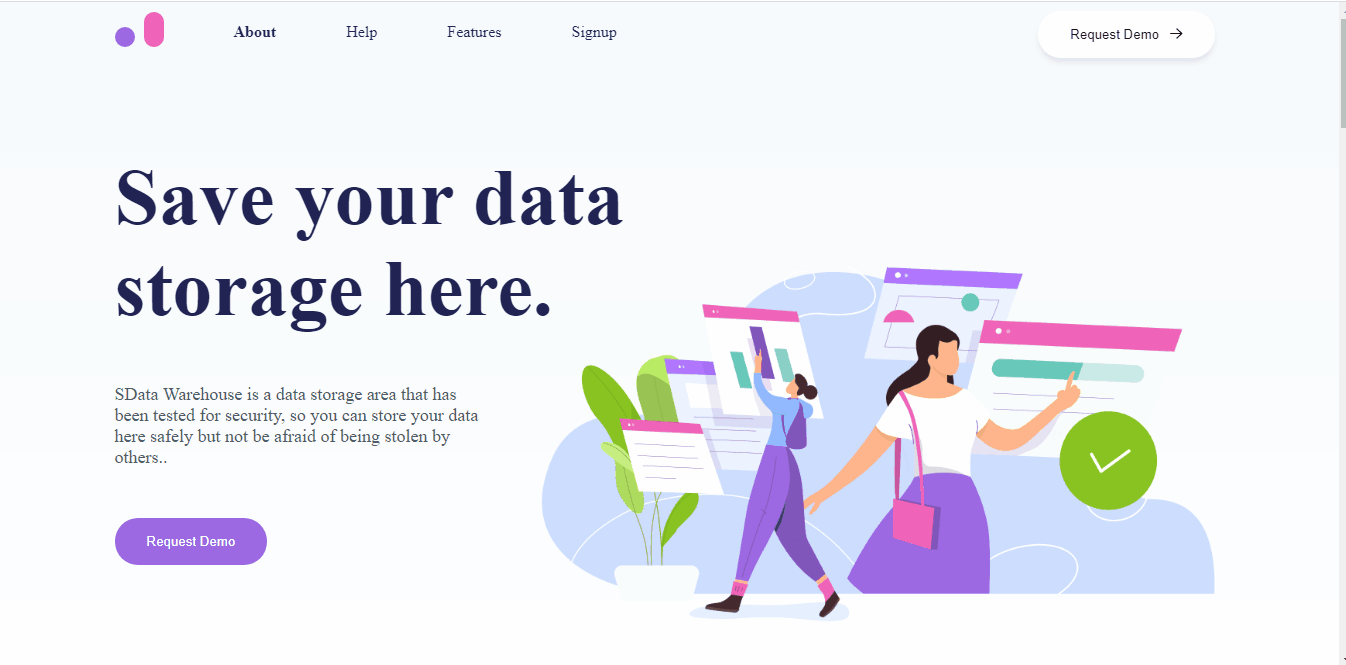 About Help Features Signup Request Demo
Save your data
storage here.
SData Warehouse is a data storage area that has
been tested for security, so you can store your data
here safely but not be afraid of being stolen by
others..
Request Demo